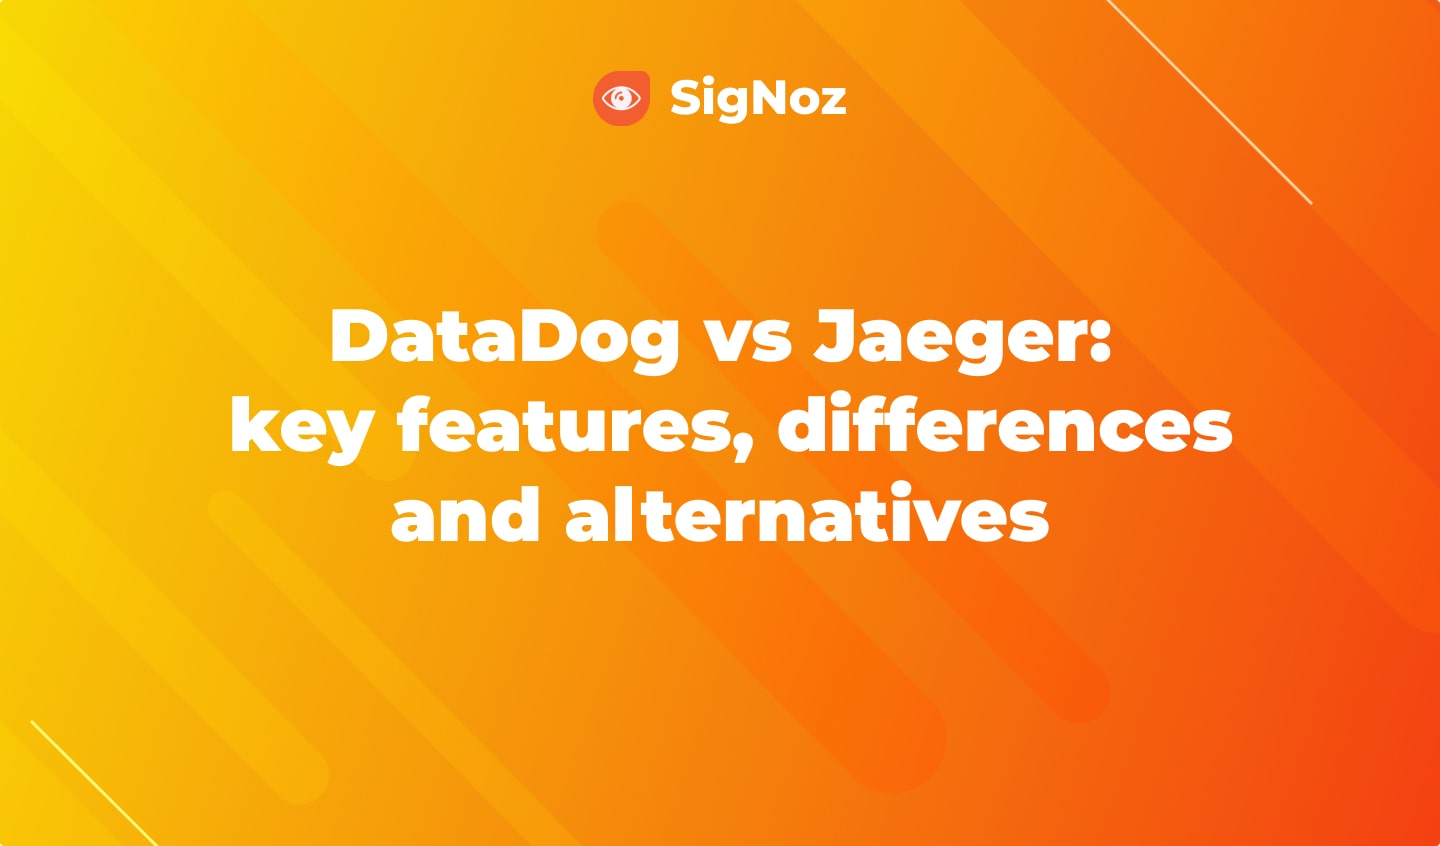 SigNoz
DataDog vs Jaeger:
key features, differences
and alternatives